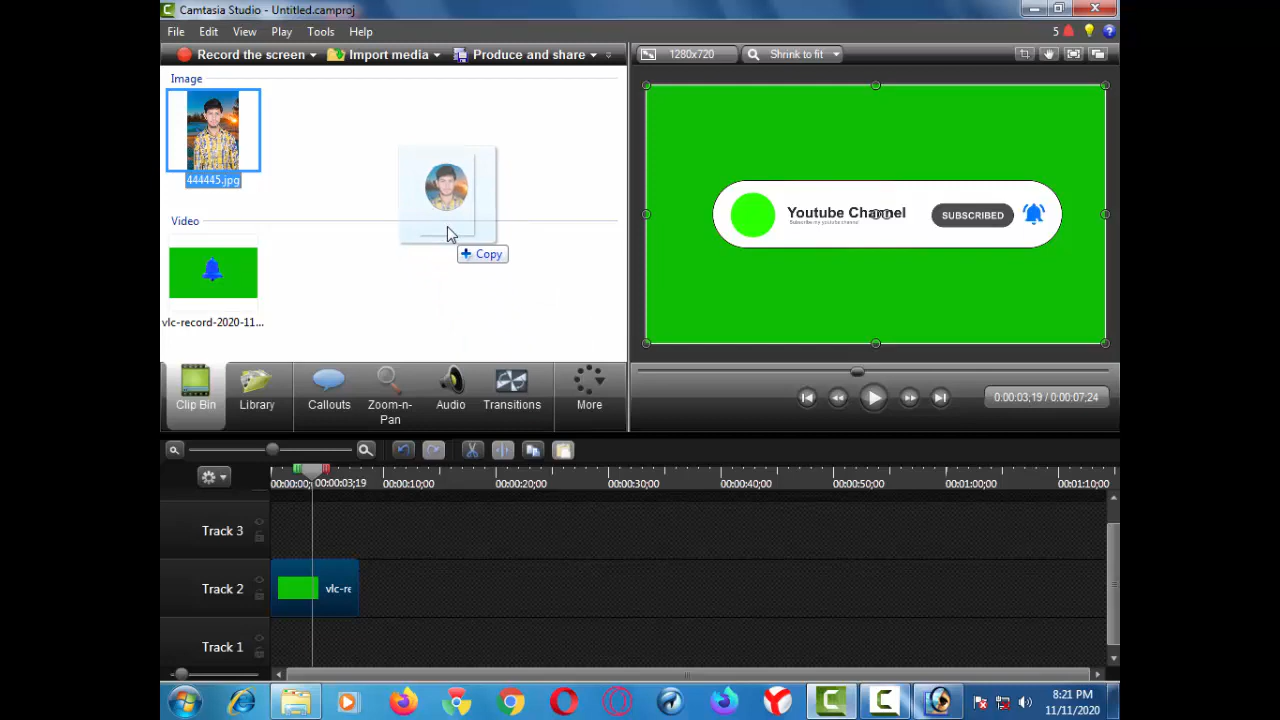 Camtasia Studio - Untitled.camproj
File Edit View Play Tools Help
5
Record the screen Import media Produce and share
1280x720 Shrink to fit
Image
444445.jpg
Copy
Video
vlc-record-2020-11...
Youtube Channel
Subscribe my youtube channel
SUBSCRIBED
Clip Bin Library Callouts Zoom-n-Pan Audio Transitions More
0:00:03;19 / 0:00:07;24
00:00:00; 00:00:03;19 00:00:10;00 00:00:20;00 00:00:30;00 00:00:40;00 00:00:50;00 00:01:00;00 00:01:10;00
Track 3
Track 2
vlc-re
Track 1
8:21 PM
11/11/2020